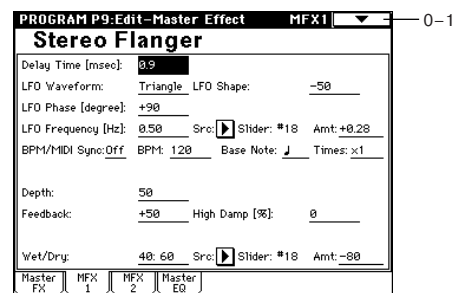 PROGRAM P9:Edit-Master Effect MFX1 0-1
Stereo Flanger
Delay Time [msec]: 0.9
LFO Waveform: Triangle LFO Shape: -50
LFO Phase [degree]: +90
LFO Frequency [Hz]: 0.50 Src: Slider: #18 Amt: +0.28
BPM/MIDI Sync: Off BPM: 120 Base Note: ♩ Times: x1
Depth: 50
Feedback: +50 High Damp [%]: 0
Wet/Dry: 40: 60 Src: Slider: #18 Amt: -80
Master FX MFX 1 MFX 2 Master EQ